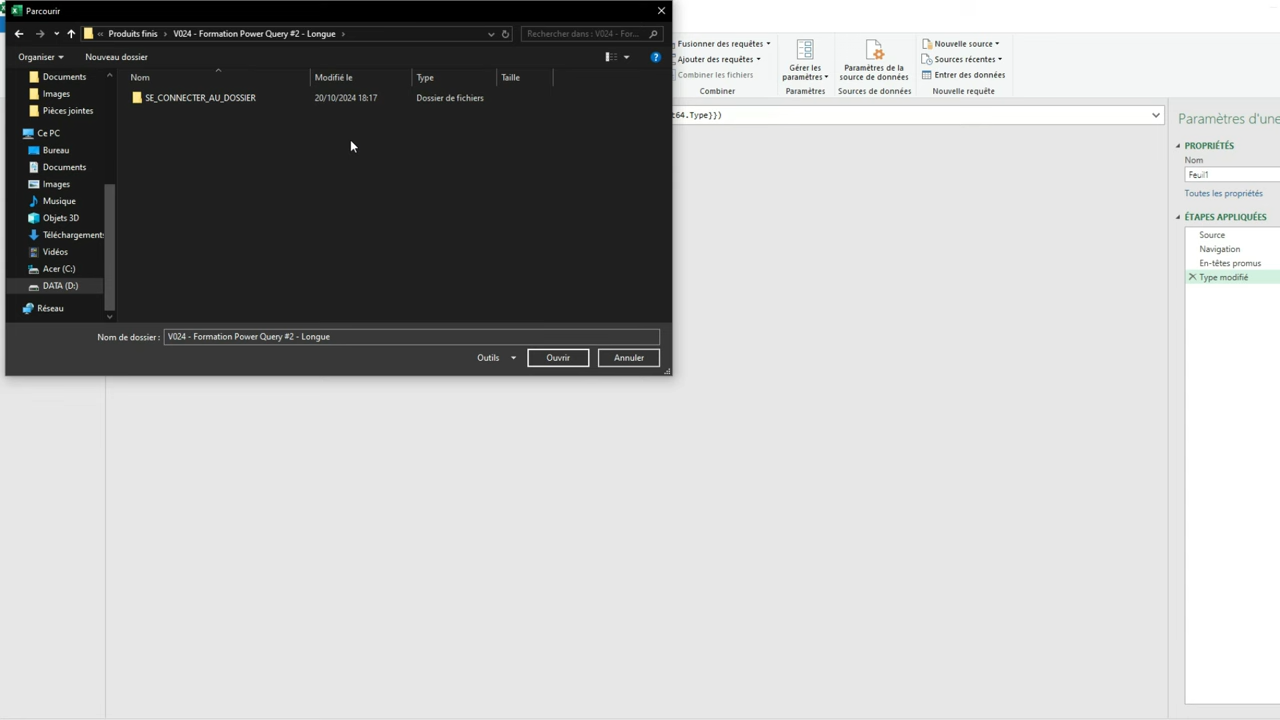 Parcourir
« Produits finis › V024 - Formation Power Query #2 - Longue ›
Rechercher dans : V024 - For...
Organiser
Nouveau dossier
Nom
Modifié le
Type
Taille
SE_CONNECTER_AU_DOSSIER
20/10/2024 18:17
Dossier de fichiers
Documents
Images
Pièces jointes
Ce PC
Bureau
Documents
Images
Musique
Objets 3D
Téléchargements
Vidéos
Acer (C:)
DATA (D:)
Réseau
Nom de dossier :
V024 - Formation Power Query #2 - Longue
Outils
Ouvrir
Annuler
Fusionner des requêtes
Ajouter des requêtes
Combiner les fichiers
Combiner
Gérer les
paramètres
Paramètres
Paramètres de la
source de données
Sources de données
Nouvelle source
Sources récentes
Entrer des données
Nouvelle requête
t64.Type}})
Paramètres d'une
PROPRIÉTÉS
Nom
Feuil1
Toutes les propriétés
ÉTAPES APPLIQUÉES
Source
Navigation
En-têtes promus
Type modifié